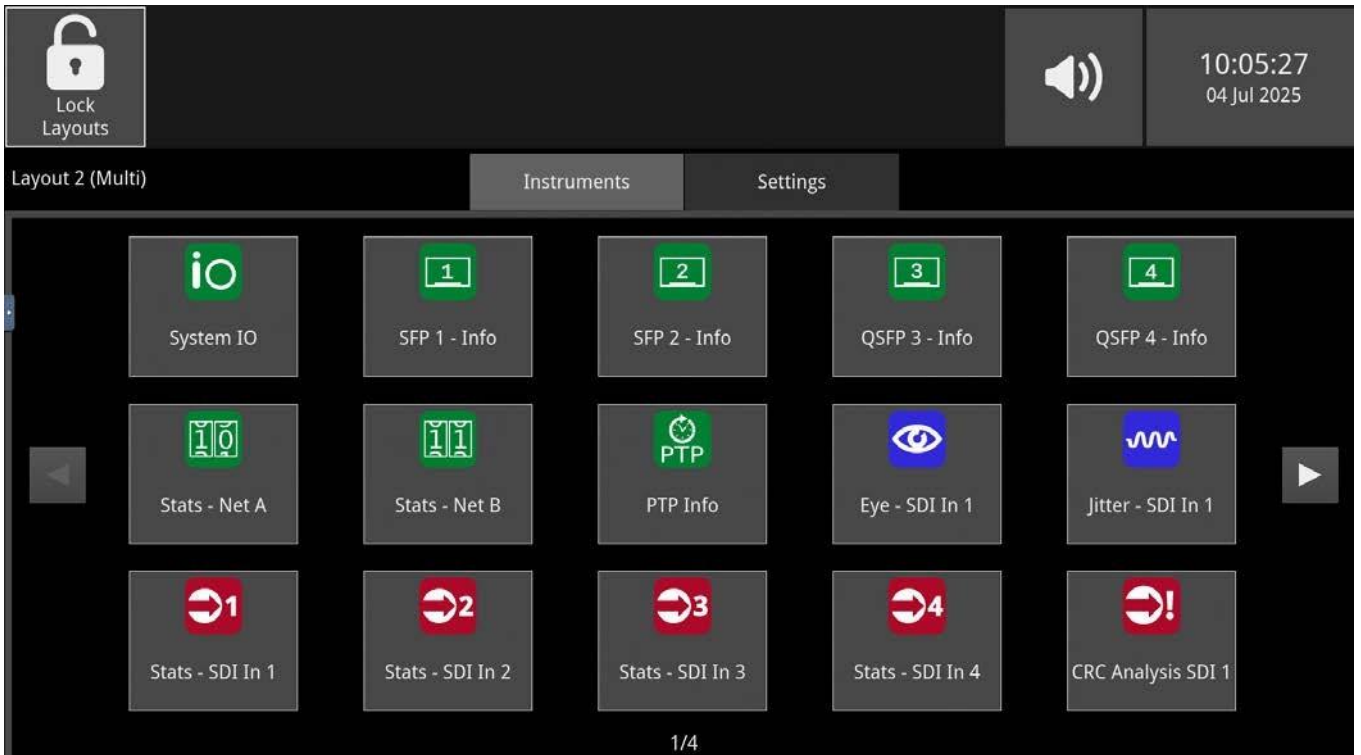 Lock
Layouts
10:05:27
04 Jul 2025
Layout 2 (Multi)
Instruments
Settings
io
1
2
3
4
System IO
SFP 1 - Info
SFP 2 - Info
QSFP 3 - Info
QSFP 4 - Info
10
11
PTP
Stats - Net A
Stats - Net B
PTP Info
Eye - SDI In 1
Jitter - SDI In 1
1
2
3
4
!
Stats - SDI In 1
Stats - SDI In 2
Stats - SDI In 3
Stats - SDI In 4
CRC Analysis SDI 1
1/4